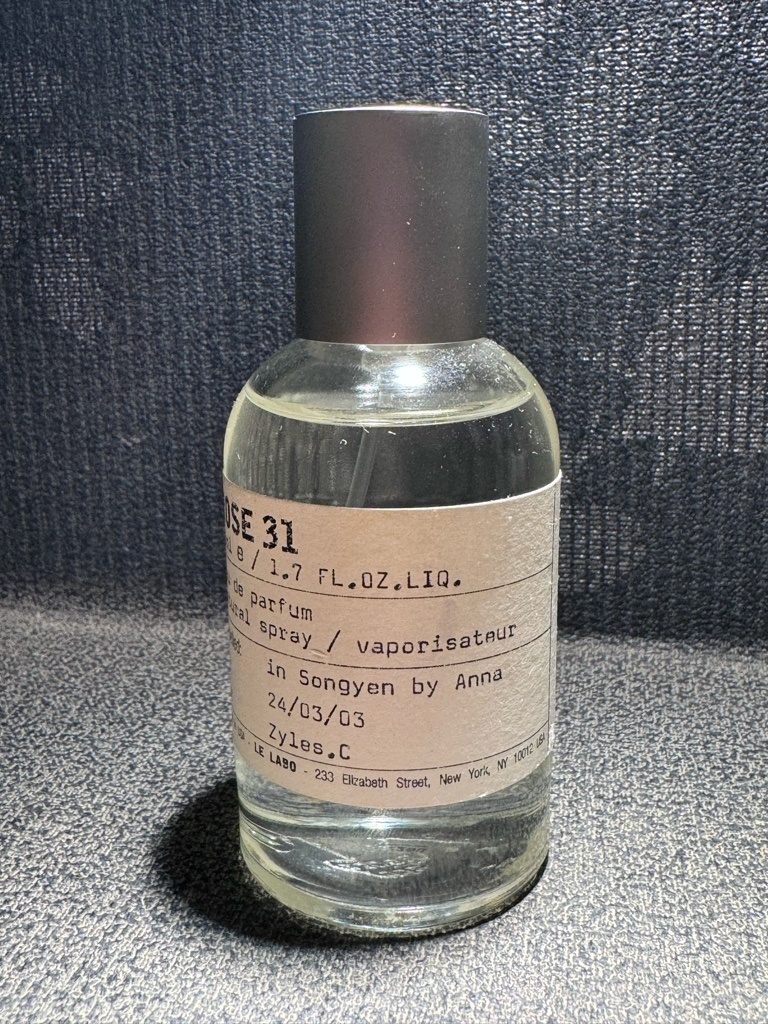 OSE 31
e / 1.7 FL.OZ.LIQ.
de parfum
ural spray / vaporisateur
in Songyen by Anna
24/03/03
Zyles.C
LE LABO - 233 Elizabeth Street, New York, NY 10012 USA